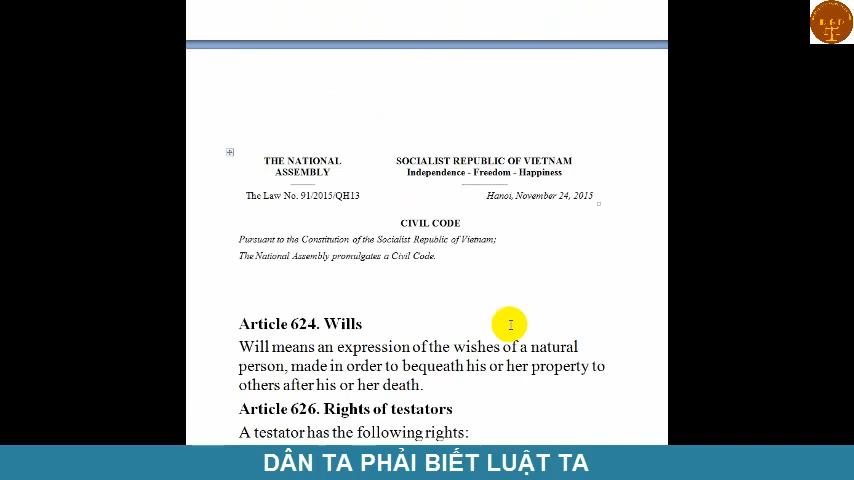 THE NATIONAL
ASSEMBLY
SOCIALIST REPUBLIC OF VIETNAM
Independence - Freedom - Happiness
The Law No. 91/2015/QH13
Hanoi, November 24, 2015
CIVIL CODE
Pursuant to the Constitution of the Socialist Republic of Vietnam;
The National Assembly promulgates a Civil Code.
Article 624. Wills
Will means an expression of the wishes of a natural
person, made in order to bequeath his or her property to
others after his or her death.
Article 626. Rights of testators
A testator has the following rights:
DÂN TA PHẢI BIẾT LUẬT TA